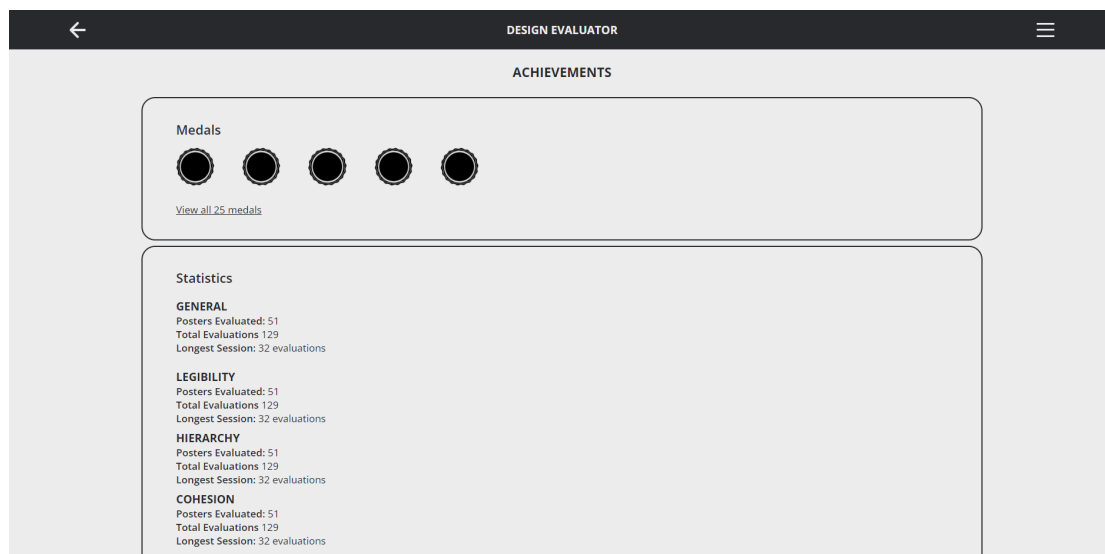 DESIGN EVALUATOR
ACHIEVEMENTS
Medals
View all 25 medals
Statistics
GENERAL
Posters Evaluated: 51
Total Evaluations 129
Longest Session: 32 evaluations
LEGIBILITY
Posters Evaluated: 51
Total Evaluations 129
Longest Session: 32 evaluations
HIERARCHY
Posters Evaluated: 51
Total Evaluations 129
Longest Session: 32 evaluations
COHESION
Posters Evaluated: 51
Total Evaluations 129
Longest Session: 32 evaluations